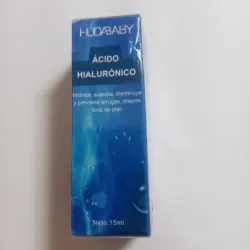 HUDABABY
ÁCIDO
HIALURÓNICO
Hidrata, suaviza, disminuye
y previene arrugas, mejora
tono de piel.
Neto: 15ml